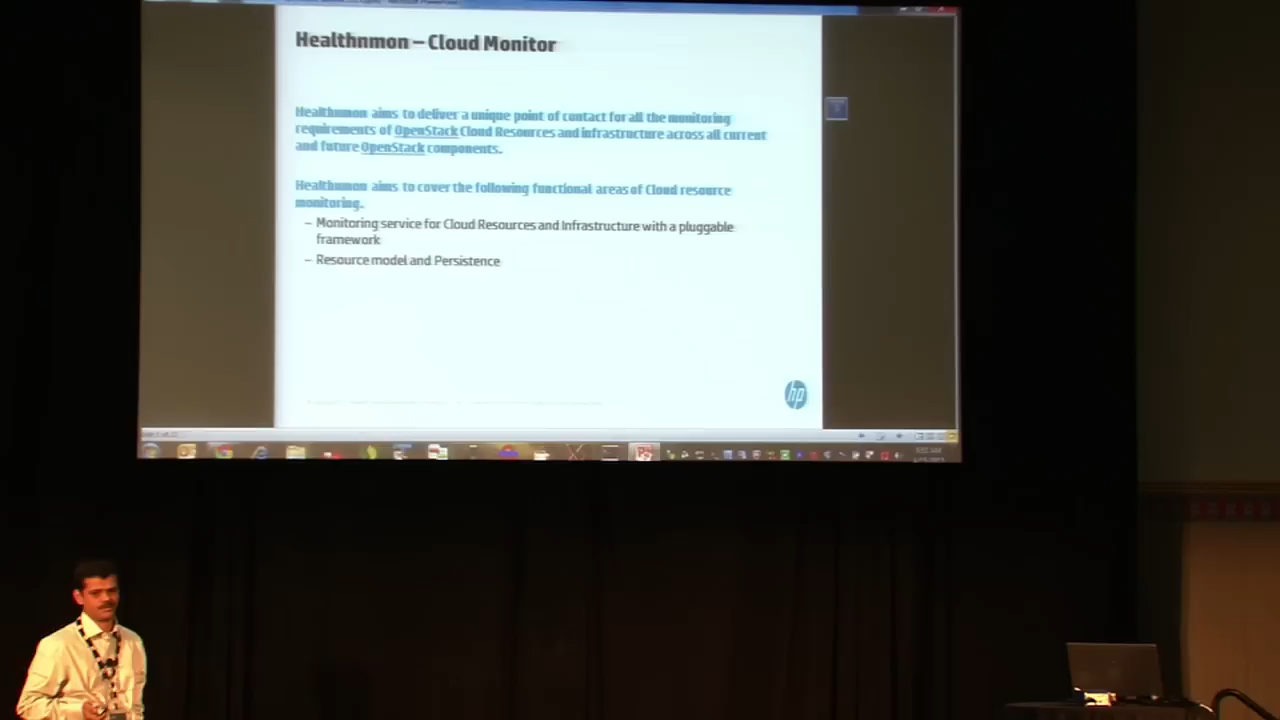 Healthnmon – Cloud Monitor
Healthnmon aims to deliver a unique point of contact for all the monitoring
requirements of OpenStack Cloud Resources and infrastructure across all current
and future OpenStack components.
Healthnmon aims to cover the following functional areas of Cloud resource
monitoring.
– Monitoring service for Cloud Resources and Infrastructure with a pluggable
framework
– Resource model and Persistence
hp